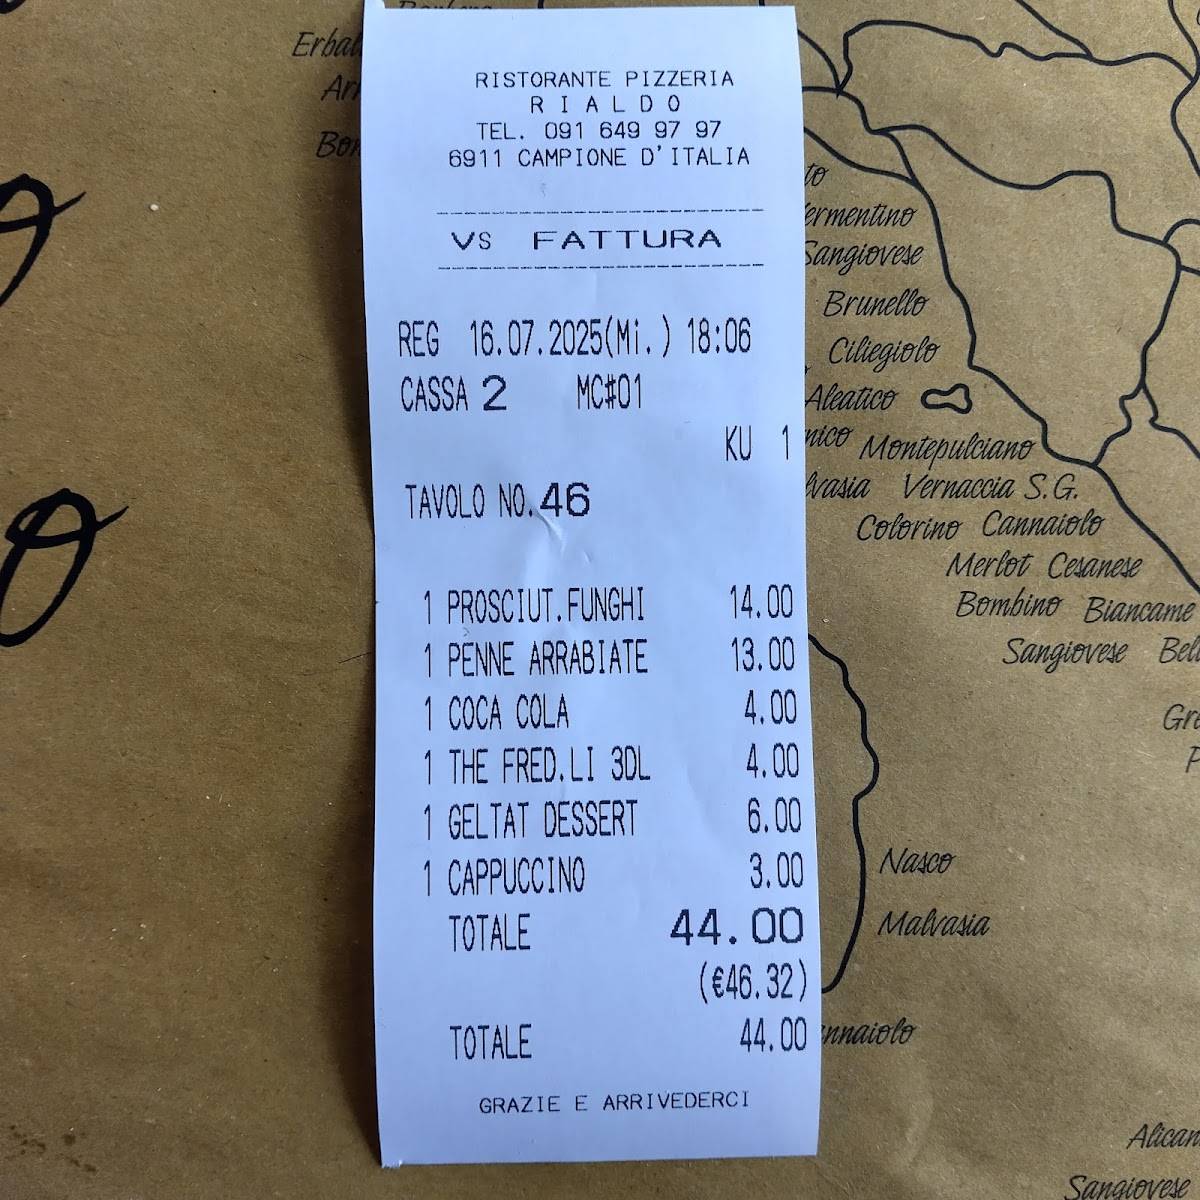 RISTORANTE PIZZERIA
RIALDO
TEL. 091 649 97 97
6911 CAMPIONE D'ITALIA
VS FATTURA
REG 16.07.2025(Mi.) 18:06
CASSA 2 MC#01
KU 1
TAVOLO NO.46
1 PROSCIUT.FUNGHI 14.00
1 PENNE ARRABIATE 13.00
1 COCA COLA 4.00
1 THE FRED.LI 3DL 4.00
1 GELTAT DESSERT 6.00
1 CAPPUCCINO 3.00
TOTALE 44.00
(€46.32)
TOTALE 44.00
GRAZIE E ARRIVEDERCI
Sangiovese
Brunello
Ciliegiolo
Aleatico
Montepulciano
Vernaccia S.G.
Colorino Cannaiolo
Merlot Cesanese
Bombino Biancame
Sangiovese
Nasco
Malvasia
Sangiovese